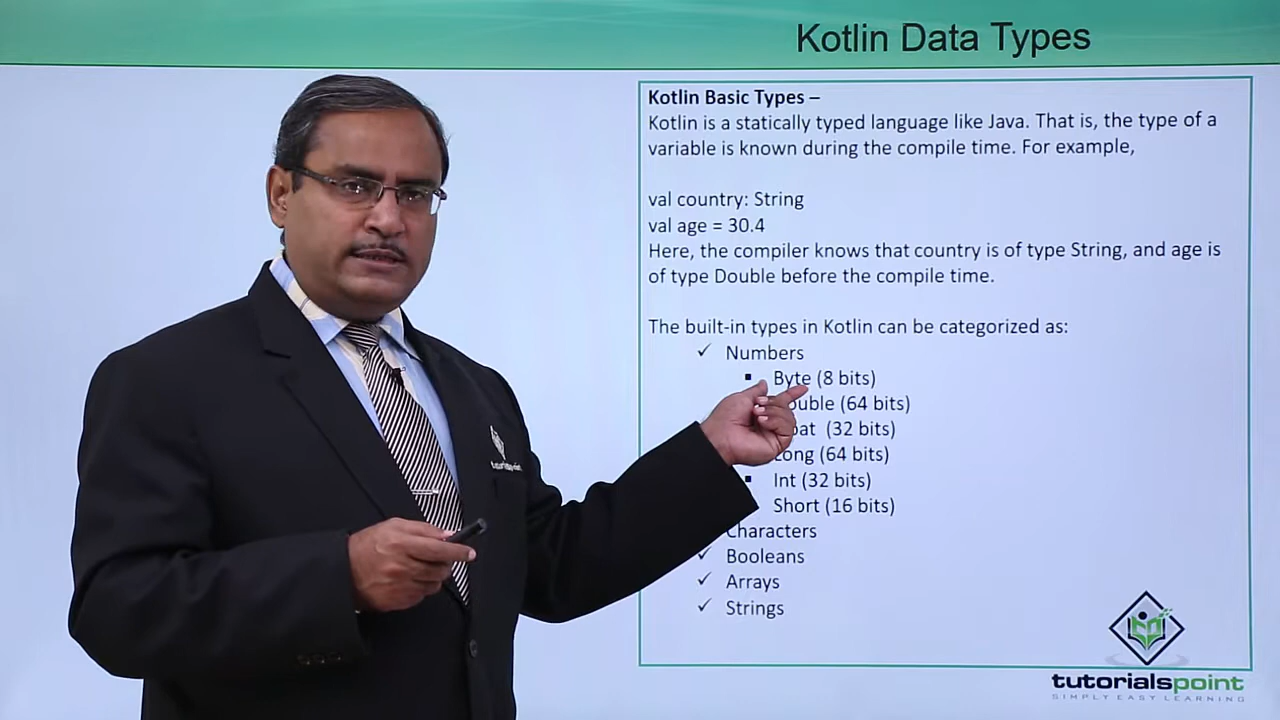 Kotlin Data Types
Kotlin Basic Types –
Kotlin is a statically typed language like Java. That is, the type of a
variable is known during the compile time. For example,
val country: String
val age = 30.4
Here, the compiler knows that country is of type String, and age is
of type Double before the compile time.
The built-in types in Kotlin can be categorized as:
✓ Numbers
▪ Byte (8 bits)
(64 bits)
(32 bits)
Long (64 bits)
▪ Int (32 bits)
Short (16 bits)
Characters
✓ Booleans
✓ Arrays
✓ Strings
tutorialspoint
SIMPLY EASY LEARNING